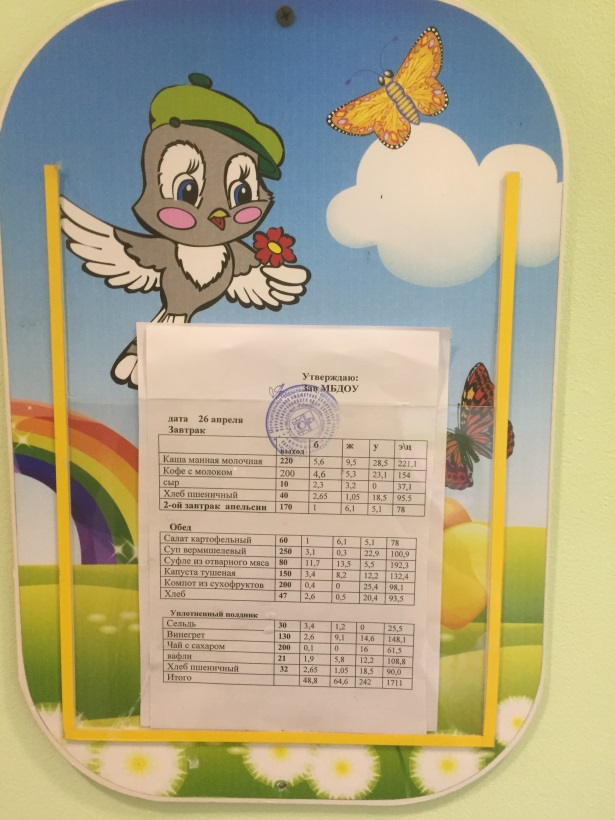 Утверждаю:
Зав МБДОУ
дата 26 апреля
Завтрак
выход б ж у э\ц
Каша манная молочная 220 5,6 9,5 28,5 221,1
Кофе с молоком 200 4,6 5,3 23,1 154
сыр 10 2,3 3,2 0 37,1
Хлеб пшеничный 40 2,65 1,05 18,5 95,5
2-ой завтрак апельсин 170 1 6,1 5,1 78
Обед
Салат картофельный 60 1 6,1 5,1 78
Суп вермишелевый 250 3,1 0,3 22,9 100,9
Суфле из отварного мяса 80 11,7 13,5 5,5 192,3
Капуста тушеная 150 3,4 8,2 12,2 132,4
Компот из сухофруктов 200 0,4 0 25,4 98,1
Хлеб 47 2,6 0,5 20,4 93,5
Уплотненный полдник
Сельдь 30 3,4 1,2 0 25,5
Винегрет 130 2,6 9,1 14,6 148,1
Чай с сахаром 200 0,1 0 16 61,5
вафли 21 1,9 5,8 12,2 108,8
Хлеб пшеничный 32 2,65 1,05 18,5 90,0
Итого 48,8 64,6 242 1711